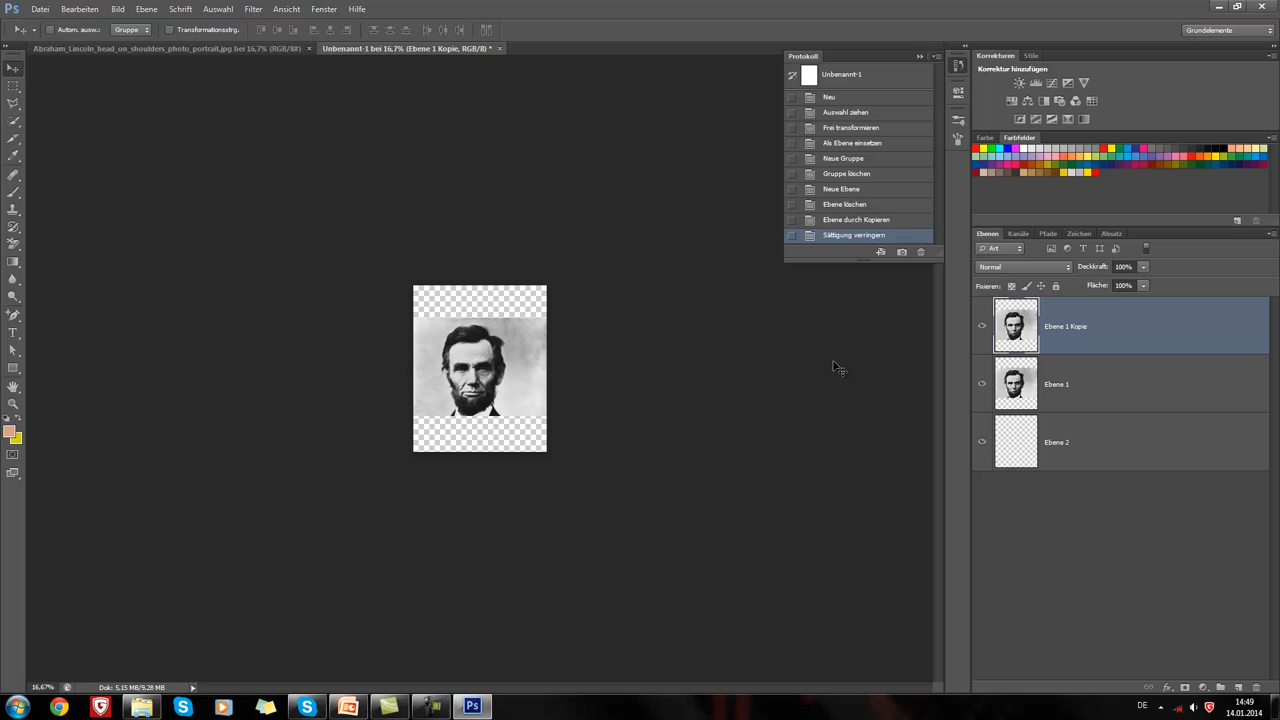 Ps Datei Bearbeiten Bild Ebene Schrift Auswahl Filter Ansicht Fenster Hilfe
Autom. ausw.: Gruppe Transformationsstrg. Grundelemente
Abraham_Lincoln_head_on_shoulders_photo_portrait.jpg bei 16,7% (RGB/8#) × Unbenannt-1 bei 16,7% (Ebene 1 Kopie, RGB/8) * ×
Protokoll
Unbenannt-1
Neu
Auswahl ziehen
Frei transformieren
Als Ebene einsetzen
Neue Gruppe
Gruppe löschen
Neue Ebene
Ebene löschen
Ebene durch Kopieren
Sättigung verringern
Korrekturen Stile
Korrektur hinzufügen
Farbe Farbfelder
Ebenen Kanäle Pfade Zeichen Absatz
Art
Normal Deckkraft: 100%
Fixieren: Fläche: 100%
Ebene 1 Kopie
Ebene 1
Ebene 2
T
16,67% Dok: 5,15 MB/9,28 MB
fx
Ps
DE
14:49
14.01.2014